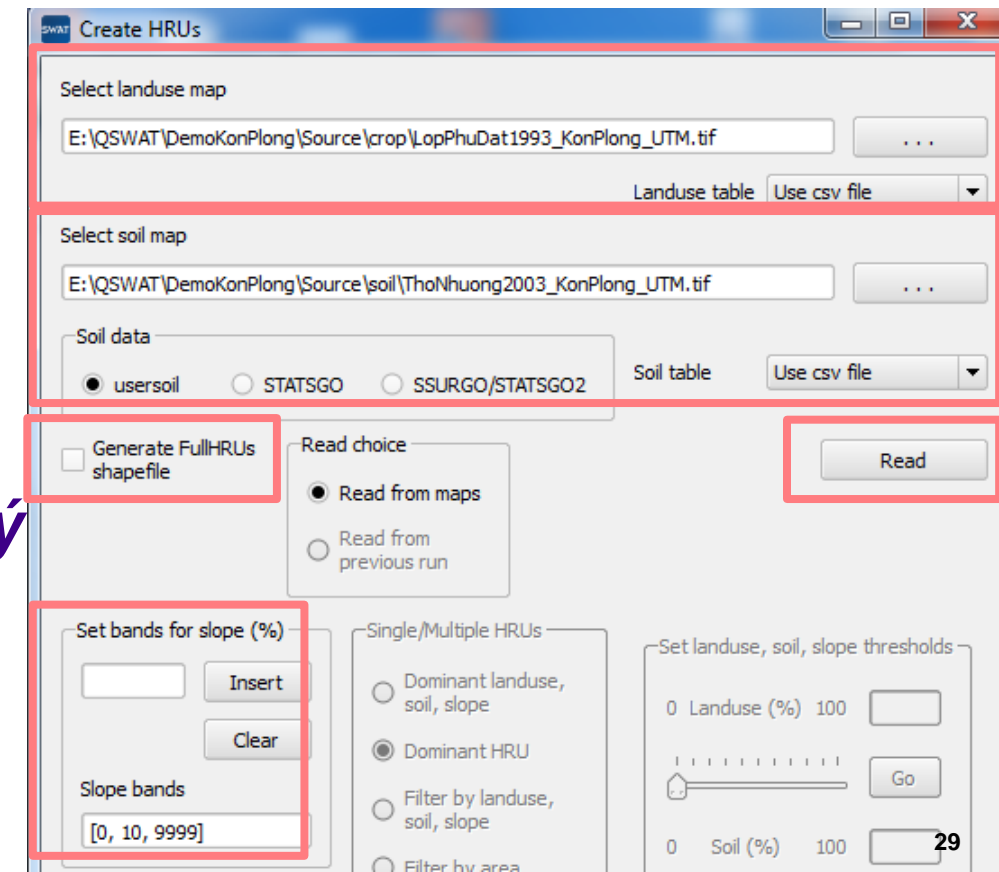 SWAT Create HRUs
Select landuse map
E:\QSWAT\DemoKonPlong\Source\crop\LopPhuDat1993_KonPlong_UTM.tif
...
Landuse table Use csv file
Select soil map
E:\QSWAT\DemoKonPlong\Source\soil\ThoNhuong2003_KonPlong_UTM.tif
...
Soil data
usersoil STATSGO SSURGO/STATSGO2
Soil table Use csv file
Generate FullHRUs
shapefile
Read choice
Read from maps
Read from
previous run
Read
ý
Set bands for slope (%)
Insert
Clear
Slope bands
[0, 10, 9999]
Single/Multiple HRUs
Dominant landuse,
soil, slope
Dominant HRU
Filter by landuse,
soil, slope
Filter by area
Set landuse, soil, slope thresholds
0 Landuse (%) 100
Go
0 Soil (%) 100
29